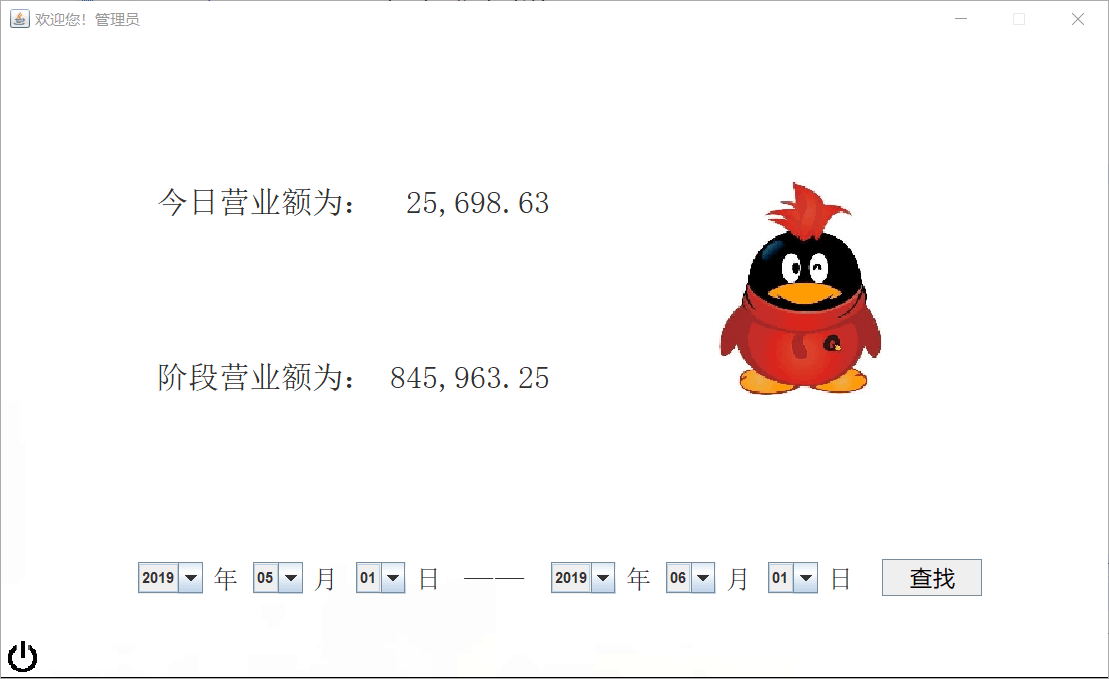 欢迎您！管理员
今日营业额为： 25,698.63
阶段营业额为： 845,963.25
2019 年 05 月 01 日 —— 2019 年 06 月 01 日 查找